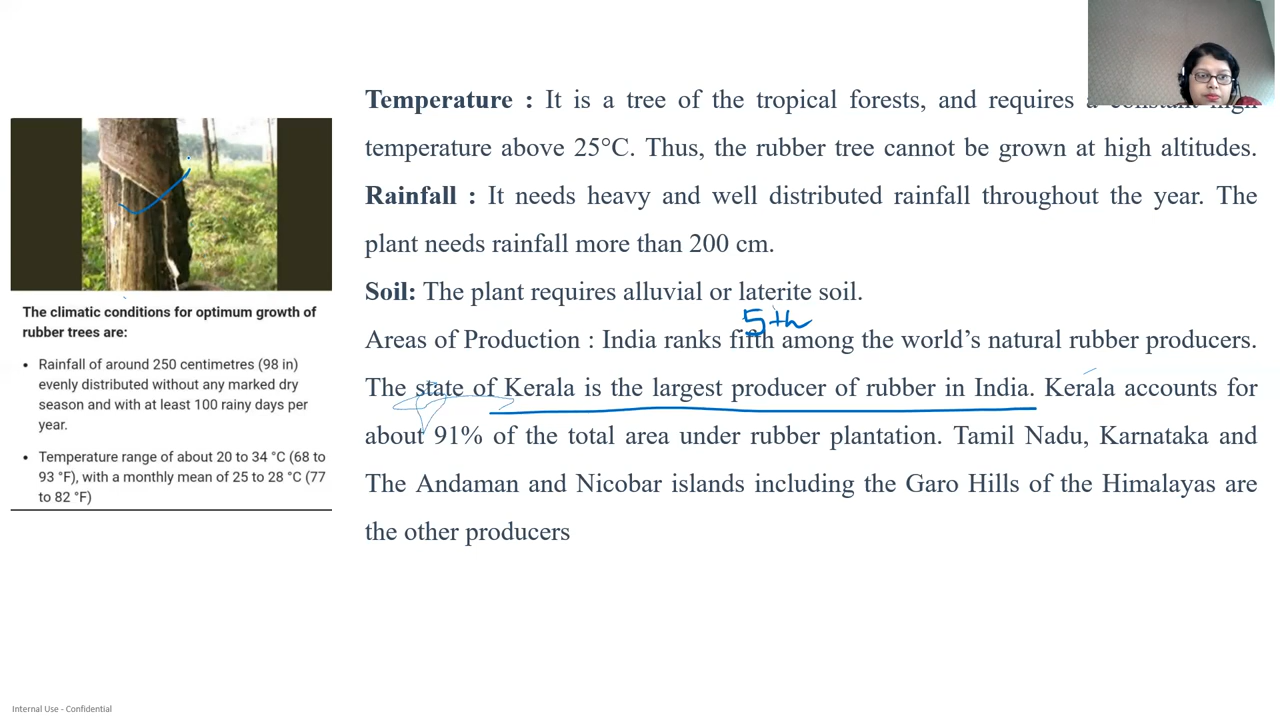 Temperature : It is a tree of the tropical forests, and requires a constant high
temperature above 25°C. Thus, the rubber tree cannot be grown at high altitudes.
Rainfall : It needs heavy and well distributed rainfall throughout the year. The
plant needs rainfall more than 200 cm.
Soil: The plant requires alluvial or laterite soil.
5th
Areas of Production : India ranks fifth among the world's natural rubber producers.
The state of Kerala is the largest producer of rubber in India. Kerala accounts for
about 91% of the total area under rubber plantation. Tamil Nadu, Karnataka and
The Andaman and Nicobar islands including the Garo Hills of the Himalayas are
the other producers
The climatic conditions for optimum growth of
rubber trees are:
• Rainfall of around 250 centimetres (98 in)
evenly distributed without any marked dry
season and with at least 100 rainy days per
year.
• Temperature range of about 20 to 34 °C (68 to
93 °F), with a monthly mean of 25 to 28 °C (77
to 82 °F)
Internal Use - Confidential